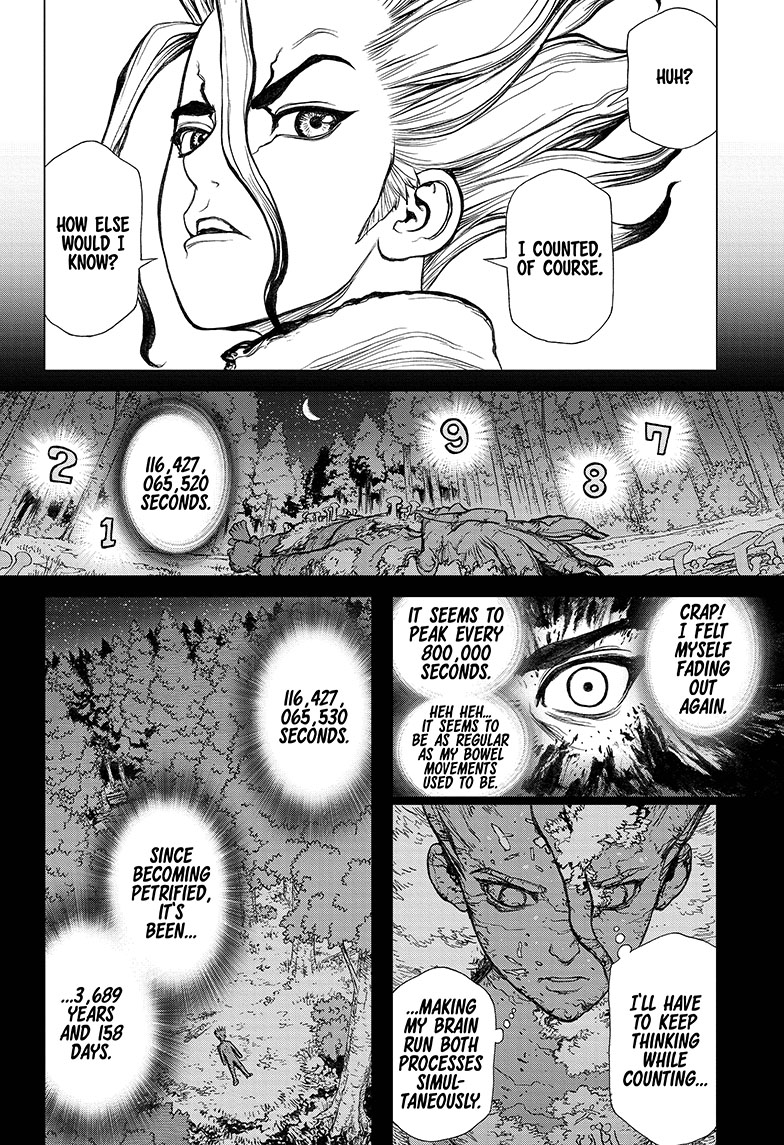 HUH?
I COUNTED,
OF COURSE.
HOW ELSE
WOULD I
KNOW?
7
8
9
116,427,
065,520
SECONDS.
1
2
CRAP!
I FELT
MYSELF
FADING
OUT
AGAIN.
IT SEEMS TO
PEAK EVERY
800,000
SECONDS.
HEH HEH...
IT SEEMS TO
BE AS REGULAR
AS MY BOWEL
MOVEMENTS
USED TO BE.
I'LL HAVE
TO KEEP
THINKING
WHILE
COUNTING...
...MAKING
MY BRAIN
RUN BOTH
PROCESSES
SIMUL-
TANEOUSLY.
116,427,
065,530
SECONDS.
SINCE
BECOMING
PETRIFIED,
IT'S
BEEN...
...3,689
YEARS
AND 158
DAYS.